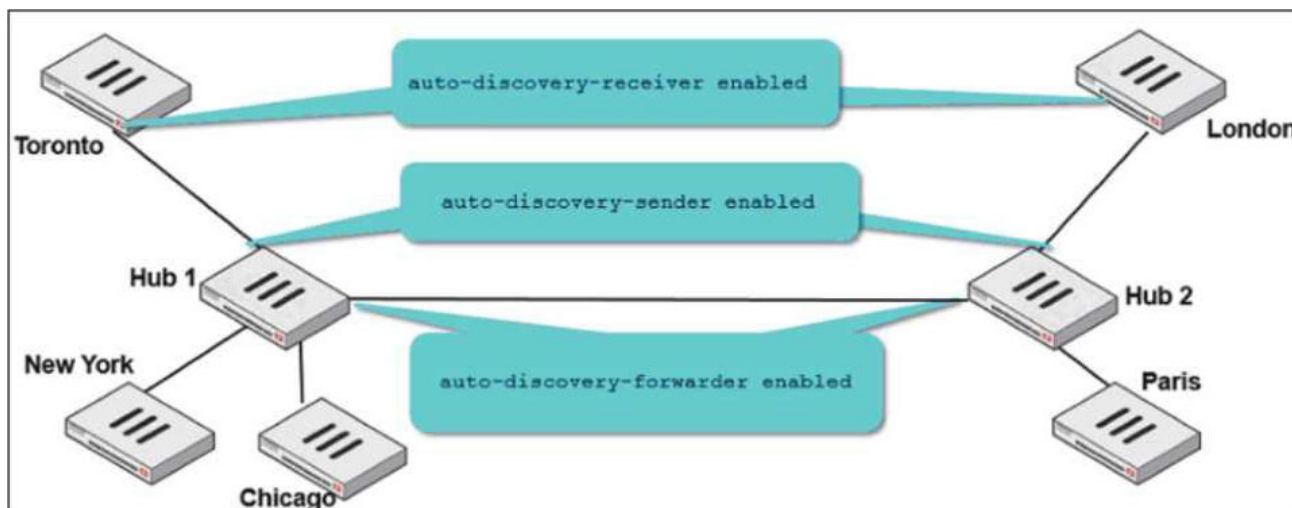 auto-discovery-receiver enabled
Toronto
London
auto-discovery-sender enabled
Hub 1
Hub 2
New York
auto-discovery-forwarder enabled
Paris
Chicago